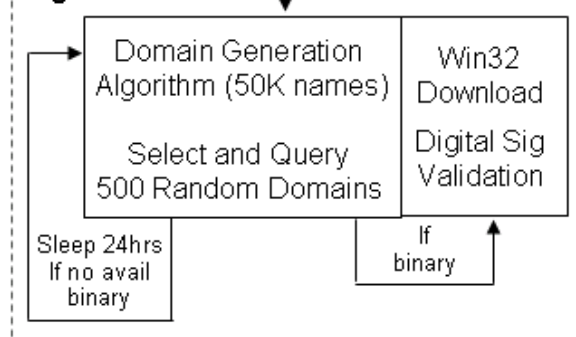 Domain Generation
Algorithm (50K names)
Select and Query
500 Random Domains
Win32
Download
Digital Sig
Validation
Sleep 24hrs
If no avail
binary
If
binary